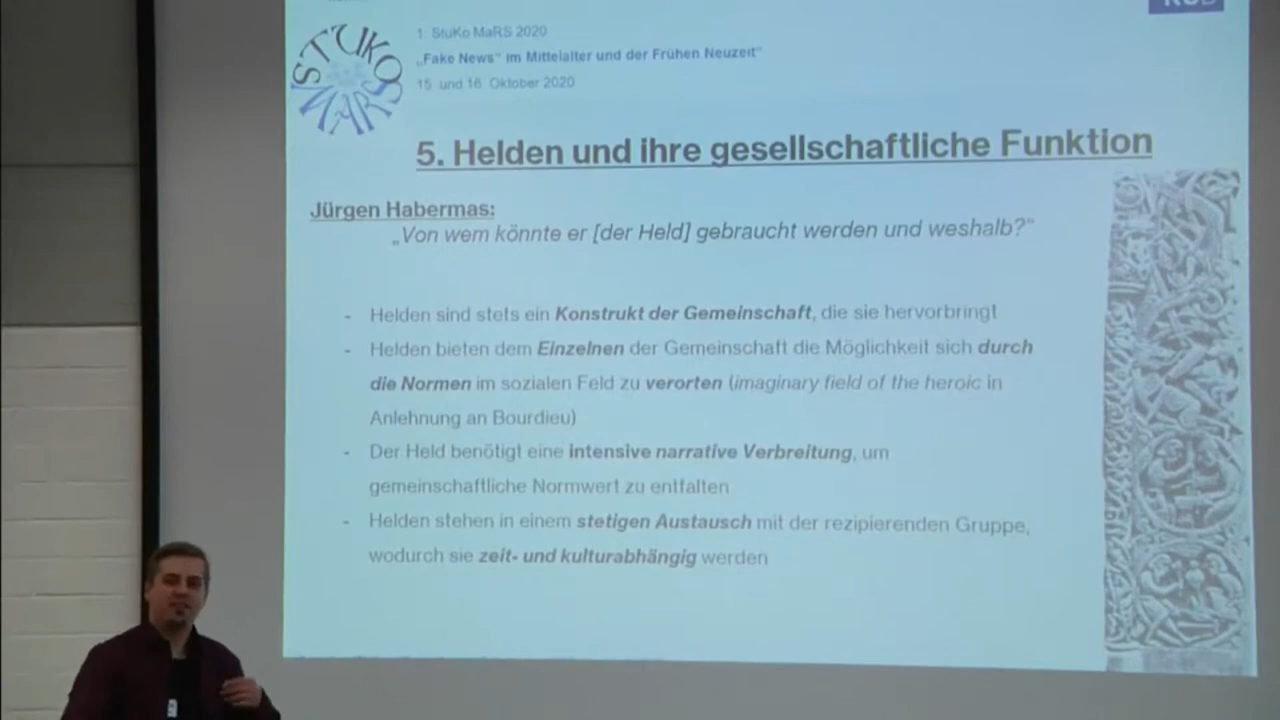 STUKO
MARS
1. StuKo MaRS 2020
„Fake News“ im Mittelalter und der Frühen Neuzeit“
15. und 16. Oktober 2020
5. Helden und ihre gesellschaftliche Funktion
Jürgen Habermas:
„Von wem könnte er [der Held] gebraucht werden und weshalb?“
- Helden sind stets ein Konstrukt der Gemeinschaft, die sie hervorbringt
- Helden bieten dem Einzelnen der Gemeinschaft die Möglichkeit sich durch
die Normen im sozialen Feld zu verorten (imaginary field of the heroic in
Anlehnung an Bourdieu)
- Der Held benötigt eine intensive narrative Verbreitung, um
gemeinschaftliche Normwert zu entfalten
- Helden stehen in einem stetigen Austausch mit der rezipierenden Gruppe,
wodurch sie zeit- und kulturabhängig werden